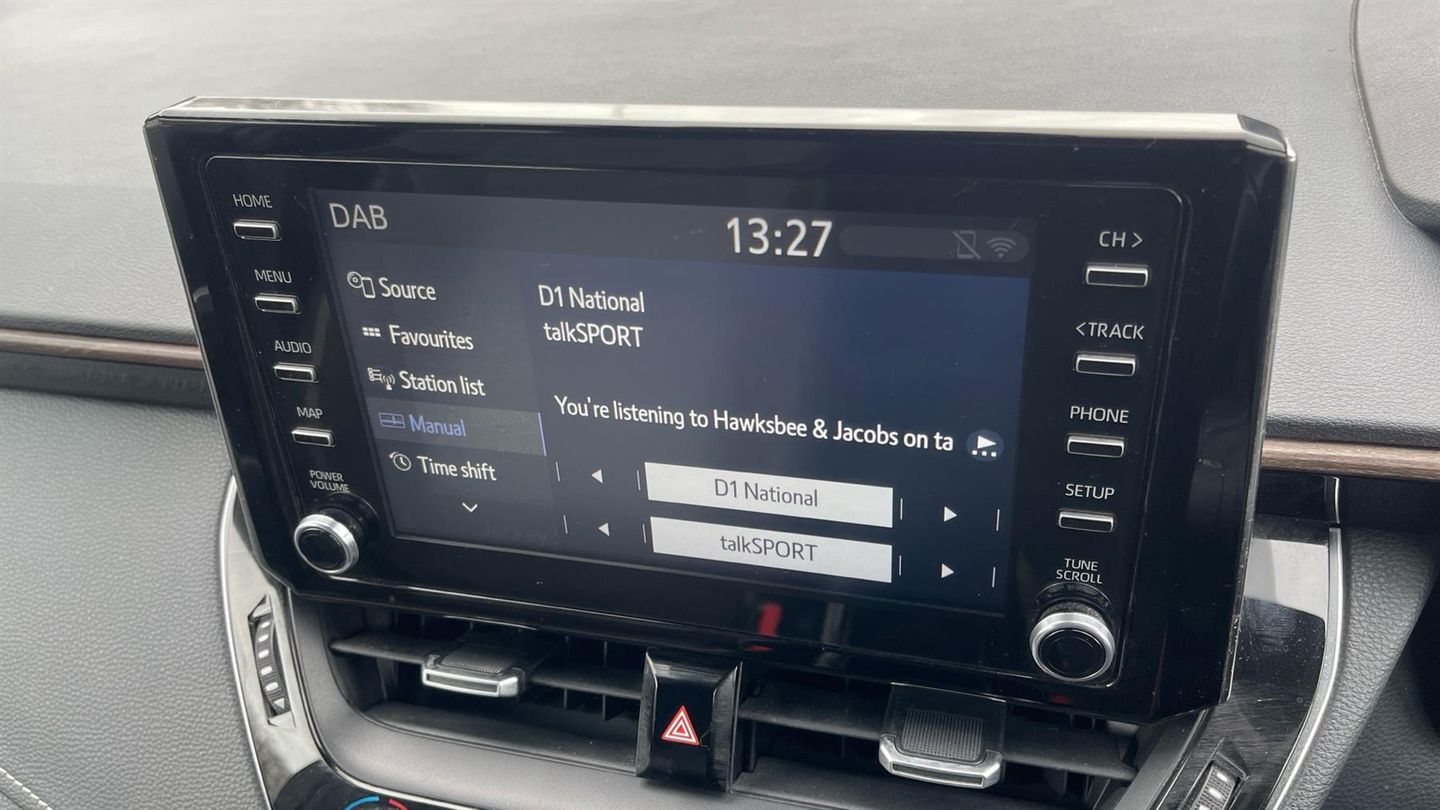 HOME
MENU
AUDIO
MAP
POWER
VOLUME
DAB
13:27
Source
Favourites
Station list
Manual
Time shift
D1 National
talkSPORT
You're listening to Hawksbee & Jacobs on ta
D1 National
talkSPORT
CH >
<TRACK
PHONE
SETUP
TUNE
SCROLL